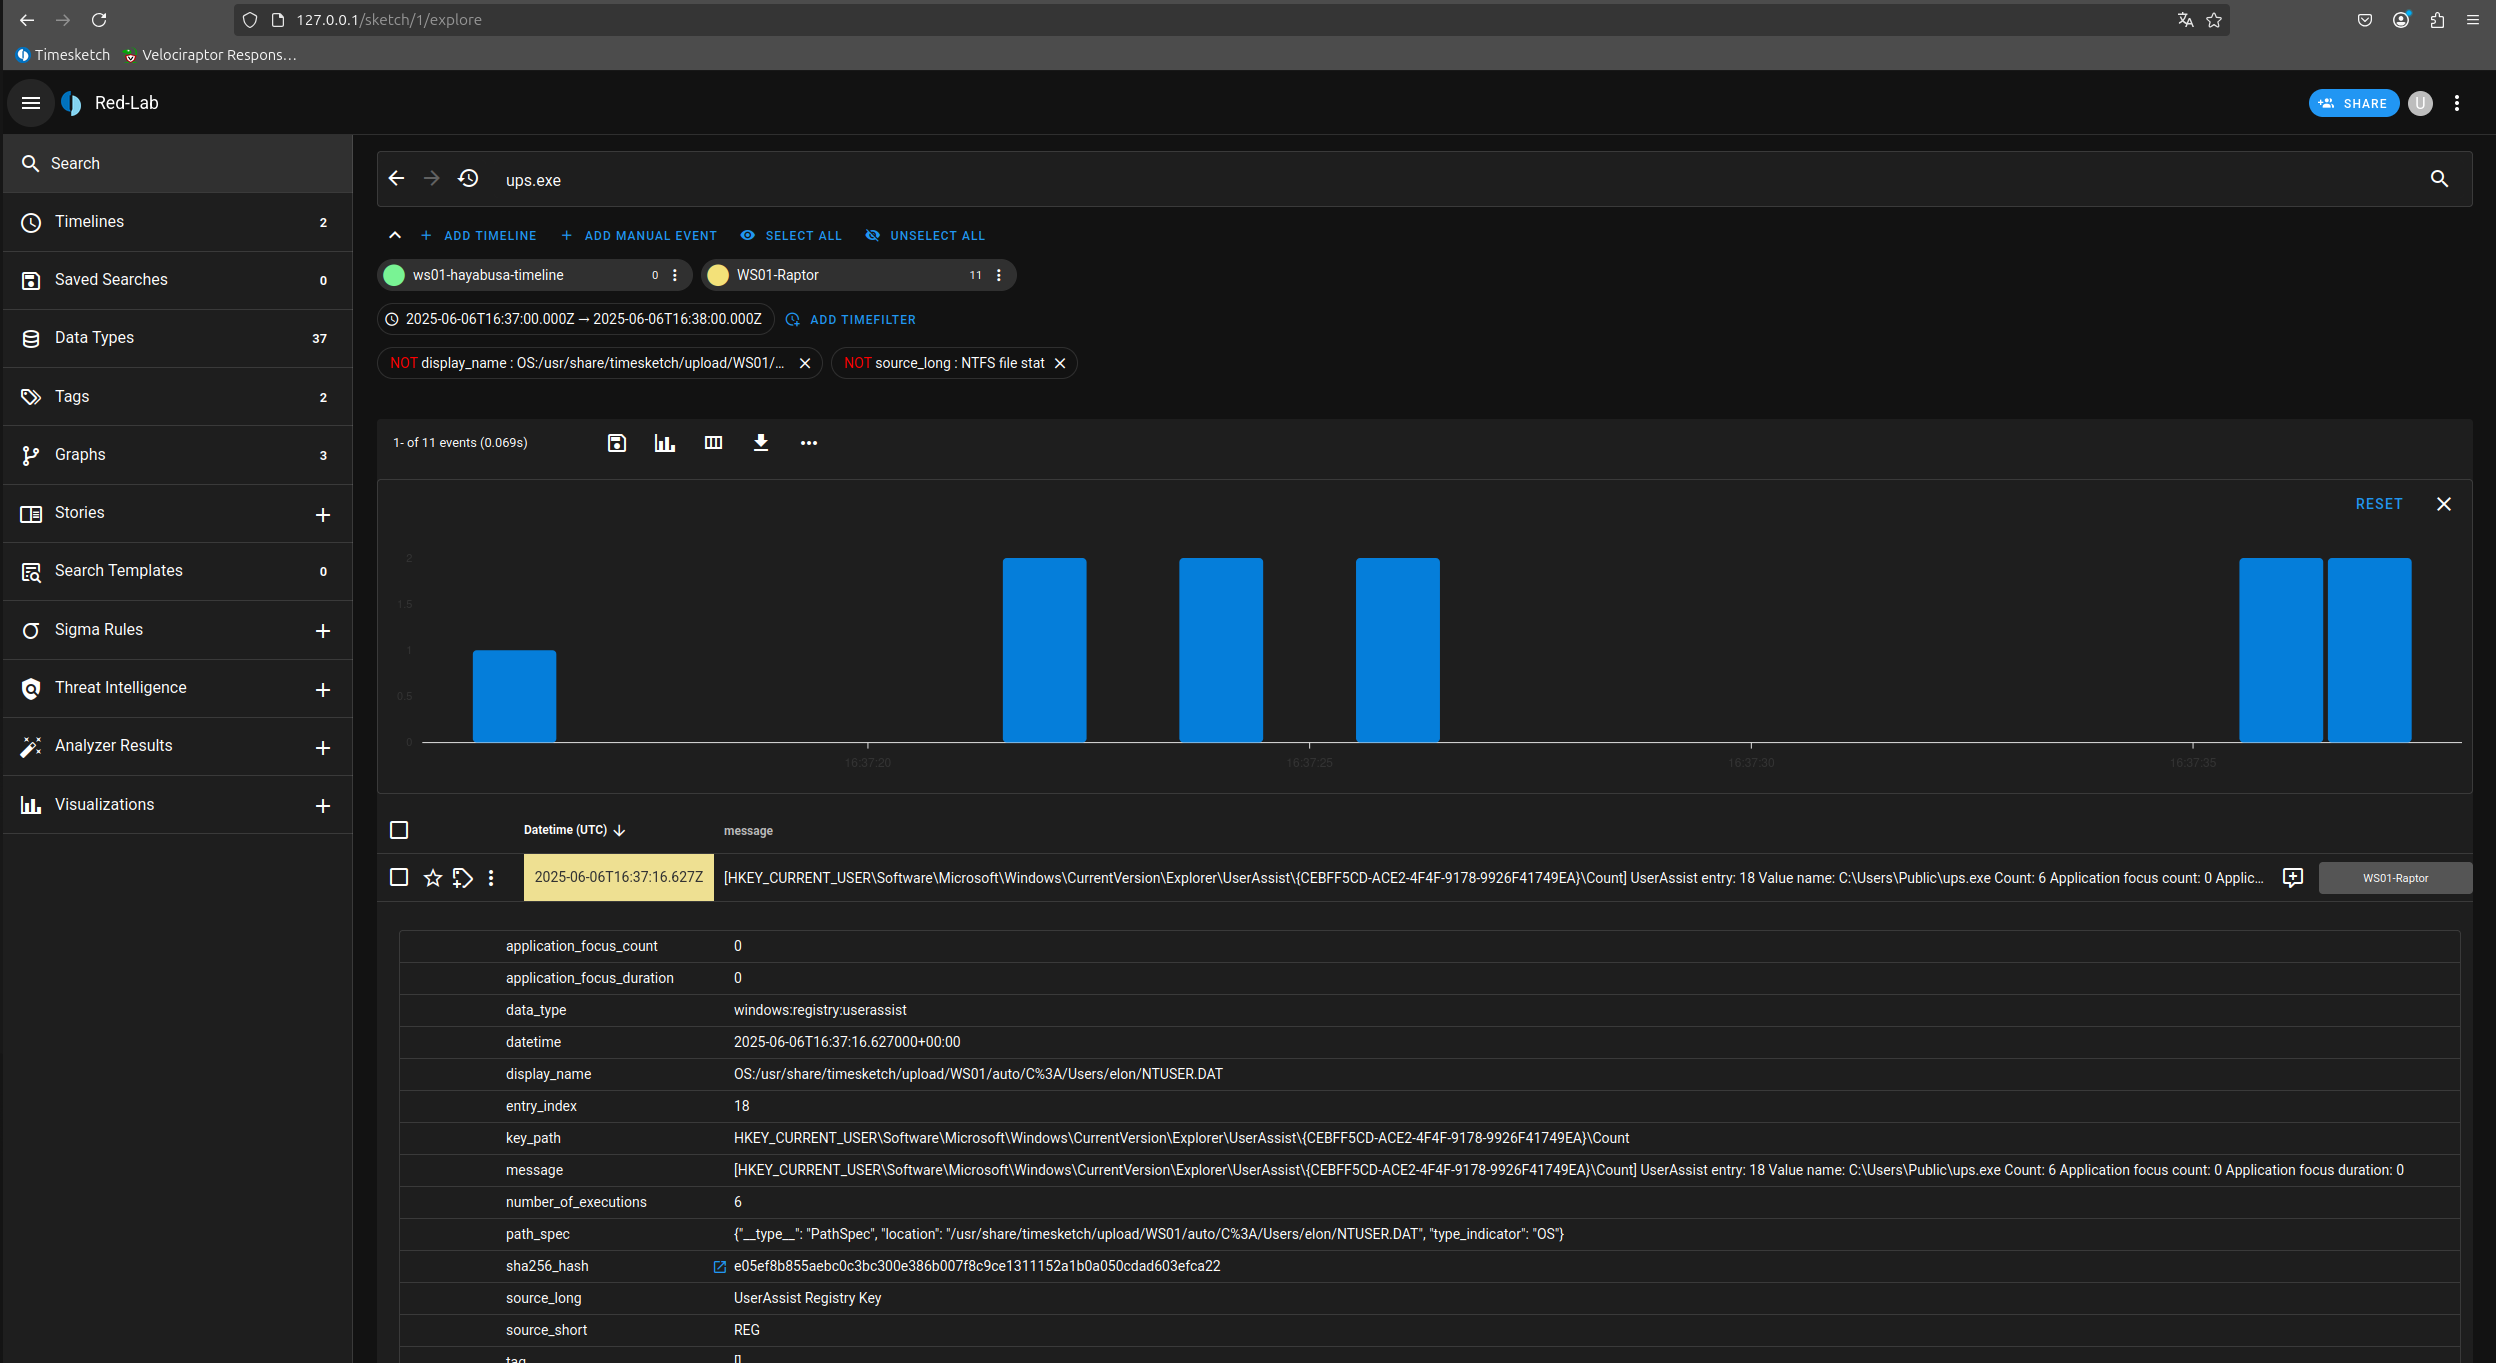 127.0.0.1/sketch/1/explore
Timesketch Velociraptor Respons…
Red-Lab SHARE U
Search
ups.exe
Timelines 2
ADD TIMELINE ADD MANUAL EVENT SELECT ALL UNSELECT ALL
Saved Searches 0
ws01-hayabusa-timeline 0 WS01-Raptor 11
2025-06-06T16:37:00.000Z → 2025-06-06T16:38:00.000Z ADD TIMEFILTER
Data Types 37
NOT display_name : OS:/usr/share/timesketch/upload/WS01/... NOT source_long : NTFS file stat
Tags 2
1- of 11 events (0.069s)
Graphs 3
Stories
RESET
Search Templates 0
Sigma Rules
Threat Intelligence
Analyzer Results
Visualizations
2
1.5
1
0.5
0
16:37:20 16:37:25 16:37:30 16:37:35
Datetime (UTC) message
2025-06-06T16:37:16.627Z [HKEY_CURRENT_USER\Software\Microsoft\Windows\CurrentVersion\Explorer\UserAssist\{CEBFF5CD-ACE2-4F4F-9178-9926F41749EA}\Count] UserAssist entry: 18 Value name: C:\Users\Public\ups.exe Count: 6 Application focus count: 0 Applic... WS01-Raptor
application_focus_count 0
application_focus_duration 0
data_type windows:registry:userassist
datetime 2025-06-06T16:37:16.627000+00:00
display_name OS:/usr/share/timesketch/upload/WS01/auto/C%3A/Users/elon/NTUSER.DAT
entry_index 18
key_path HKEY_CURRENT_USER\Software\Microsoft\Windows\CurrentVersion\Explorer\UserAssist\{CEBFF5CD-ACE2-4F4F-9178-9926F41749EA}\Count
message [HKEY_CURRENT_USER\Software\Microsoft\Windows\CurrentVersion\Explorer\UserAssist\{CEBFF5CD-ACE2-4F4F-9178-9926F41749EA}\Count] UserAssist entry: 18 Value name: C:\Users\Public\ups.exe Count: 6 Application focus count: 0 Application focus duration: 0
number_of_executions 6
path_spec {"__type__": "PathSpec", "location": "/usr/share/timesketch/upload/WS01/auto/C%3A/Users/elon/NTUSER.DAT", "type_indicator": "OS"}
sha256_hash e05ef8b855aebc0c3bc300e386b007f8c9ce1311152a1b0a050cdad603efca22
source_long UserAssist Registry Key
source_short REG
tag []